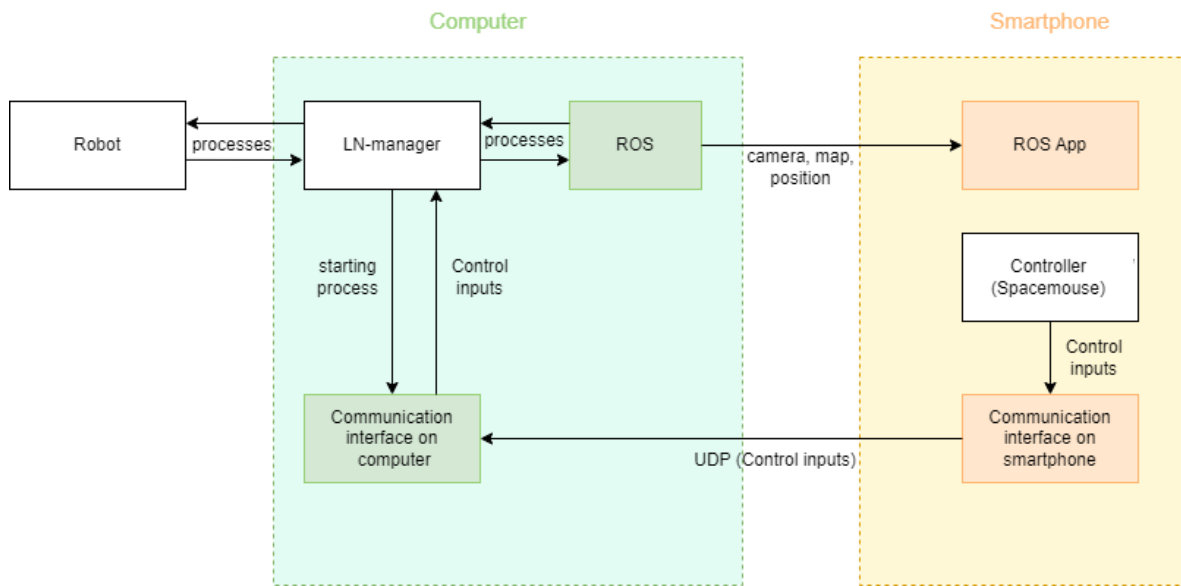 Computer
Smartphone
Robot
processes
LN-manager
processes
ROS
camera, map,
position
ROS App
starting
process
Control
inputs
Controller
(Spacemouse)
Control
inputs
Communication
interface on
computer
UDP (Control inputs)
Communication
interface on
smartphone